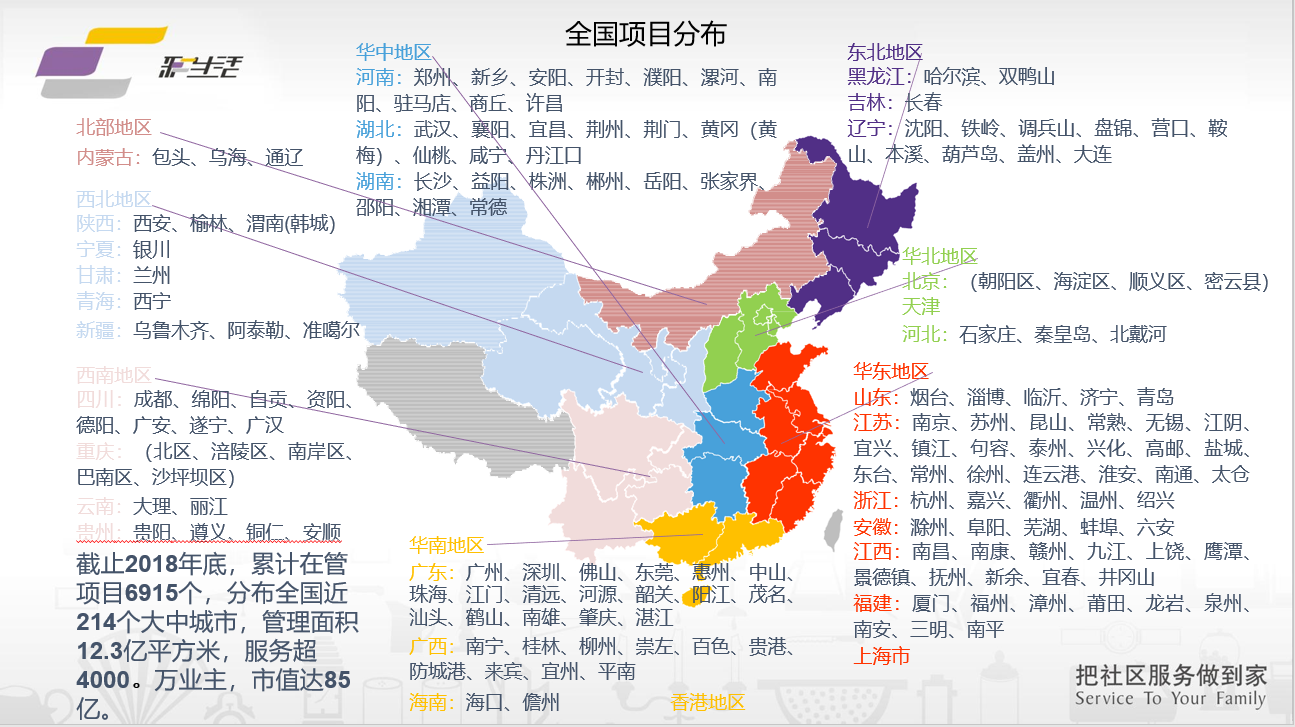 全国项目分布
彩生活
华中地区
河南：郑州、新乡、安阳、开封、濮阳、漯河、南
阳、驻马店、商丘、许昌
湖北：武汉、襄阳、宜昌、荆州、荆门、黄冈（黄
梅）、仙桃、咸宁、丹江口
湖南：长沙、益阳、株洲、郴州、岳阳、张家界、
邵阳、湘潭、常德
东北地区
黑龙江：哈尔滨、双鸭山
吉林：长春
辽宁：沈阳、铁岭、调兵山、盘锦、营口、鞍
山、本溪、葫芦岛、盖州、大连
北部地区
内蒙古：包头、乌海、通辽
西北地区
陕西：西安、榆林、渭南(韩城)
宁夏：银川
甘肃：兰州
青海：西宁
新疆：乌鲁木齐、阿泰勒、准噶尔
华北地区
北京：（朝阳区、海淀区、顺义区、密云县)
天津
河北：石家庄、秦皇岛、北戴河
西南地区
四川：成都、绵阳、自贡、资阳、
德阳、广安、遂宁、广汉
重庆：（北区、涪陵区、南岸区、
巴南区、沙坪坝区）
云南：大理、丽江
贵州：贵阳、遵义、铜仁、安顺
华东地区
山东：烟台、淄博、临沂、济宁、青岛
江苏：南京、苏州、昆山、常熟、无锡、江阴、
宜兴、镇江、句容、泰州、兴化、高邮、盐城、
东台、常州、徐州、连云港、淮安、南通、太仓
浙江：杭州、嘉兴、衢州、温州、绍兴
安徽：滁州、阜阳、芜湖、蚌埠、六安
江西：南昌、南康、赣州、九江、上饶、鹰潭、
景德镇、抚州、新余、宜春、井冈山
福建：厦门、福州、漳州、莆田、龙岩、泉州、
南安、三明、南平
上海市
截止2018年底，累计在管
项目6915个，分布全国近
214个大中城市，管理面积
12.3亿平方米，服务超
4000。万业主，市值达85
亿。
华南地区
广东：广州、深圳、佛山、东莞、惠州、中山、
珠海、江门、清远、河源、韶关、阳江、茂名、
汕头、鹤山、南雄、肇庆、湛江
广西：南宁、桂林、柳州、崇左、百色、贵港、
防城港、来宾、宜州、平南
海南：海口、儋州
香港地区
把社区服务做到家
Service To Your Family